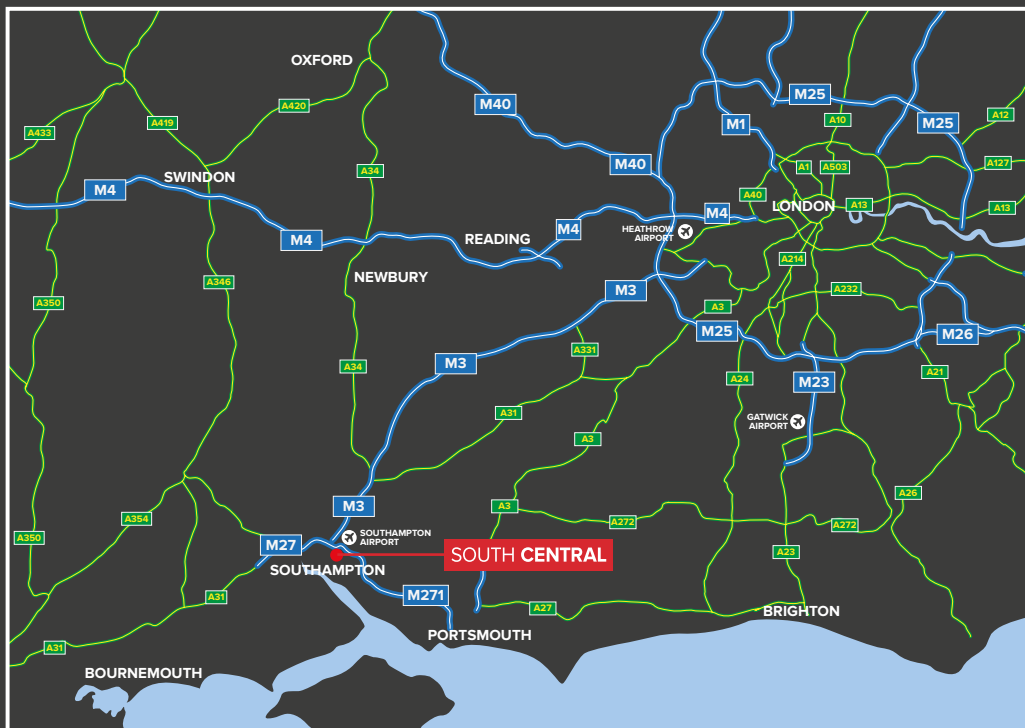 OXFORD
M40
M25
A420
A12
A419
A10
M25
A433
M1
M40
A127
A1
A503
A34
SWINDON
M4
A40
LONDON
A13
A13
M4
M4
HEATHROW
AIRPORT
M4
READING
A214
NEWBURY
A346
M3
A232
A350
A3
M25
M26
A331
M3
A34
A21
A24
M23
A31
GATWICK
AIRPORT
A3
A26
M3
A3
A354
A272
A272
A350
SOUTHAMPTON
AIRPORT
M27
SOUTH CENTRAL
A23
SOUTHAMPTON
A31
M271
A27
BRIGHTON
PORTSMOUTH
A31
BOURNEMOUTH